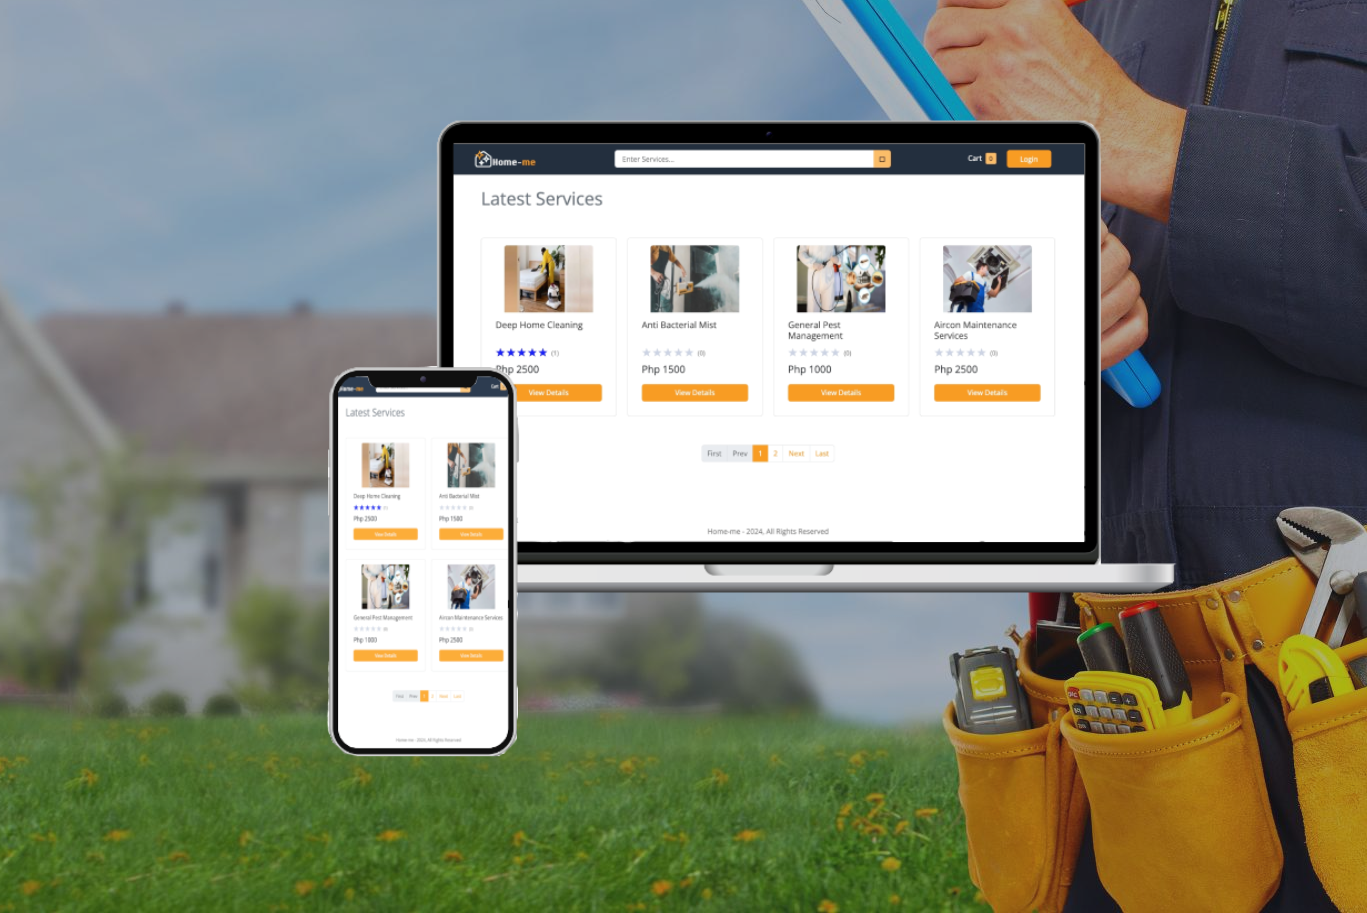 Home-me
Enter Services...
Cart 0
Login
Latest Services
Deep Home Cleaning
(1)
Php 2500
View Details
Anti Bacterial Mist
(0)
Php 1500
View Details
General Pest
Management
(0)
Php 1000
View Details
Aircon Maintenance
Services
(0)
Php 2500
View Details
First Prev 1 2 Next Last
Home-me - 2024, All Rights Reserved
Home-me
Cart
Latest Services
Deep Home Cleaning
Php 2500
View Details
Anti Bacterial Mist
Php 1500
View Details
General Pest Management
Php 1000
View Details
Aircon Maintenance Services
Php 2500
View Details
First Prev 1 2 Next Last
Home-me - 2024, All Rights Reserved